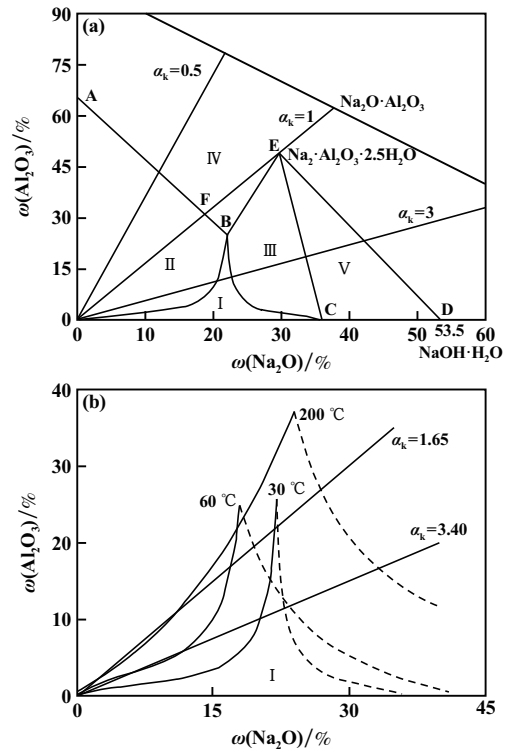 (a)
90
75
60
45
30
15
0
ω(Al₂O₃)/%
A
αₖ=0.5
Na₂O·Al₂O₃
αₖ=1
Ⅳ
E
Na₂·Al₂O₃·2.5H₂O
F
B
αₖ=3
Ⅱ
Ⅲ
Ⅴ
Ⅰ
C
D
0 10 20 30 40 50 60
53.5
NaOH·H₂O
ω(Na₂O)/%
(b)
40
30
20
10
0
ω(Al₂O₃)/%
200 ℃
αₖ=1.65
60 ℃
30 ℃
αₖ=3.40
Ⅰ
0 15 30 45
ω(Na₂O)/%